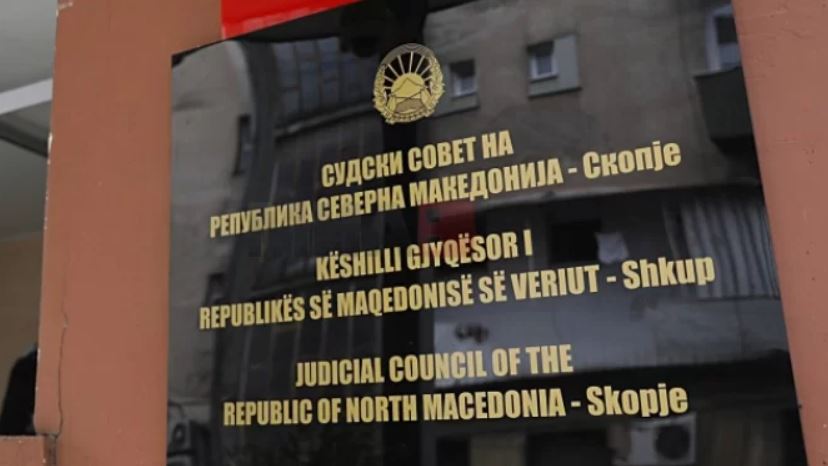 СУДСКИ СОВЕТ НА
РЕПУБЛИКА СЕВЕРНА МАКЕДОНИЈА - Скопје
KËSHILLI GJYQËSOR I
REPUBLIKËS SË MAQEDONISË SË VERIUT - Shkup
JUDICIAL COUNCIL OF THE
REPUBLIC OF NORTH MACEDONIA - Skopje